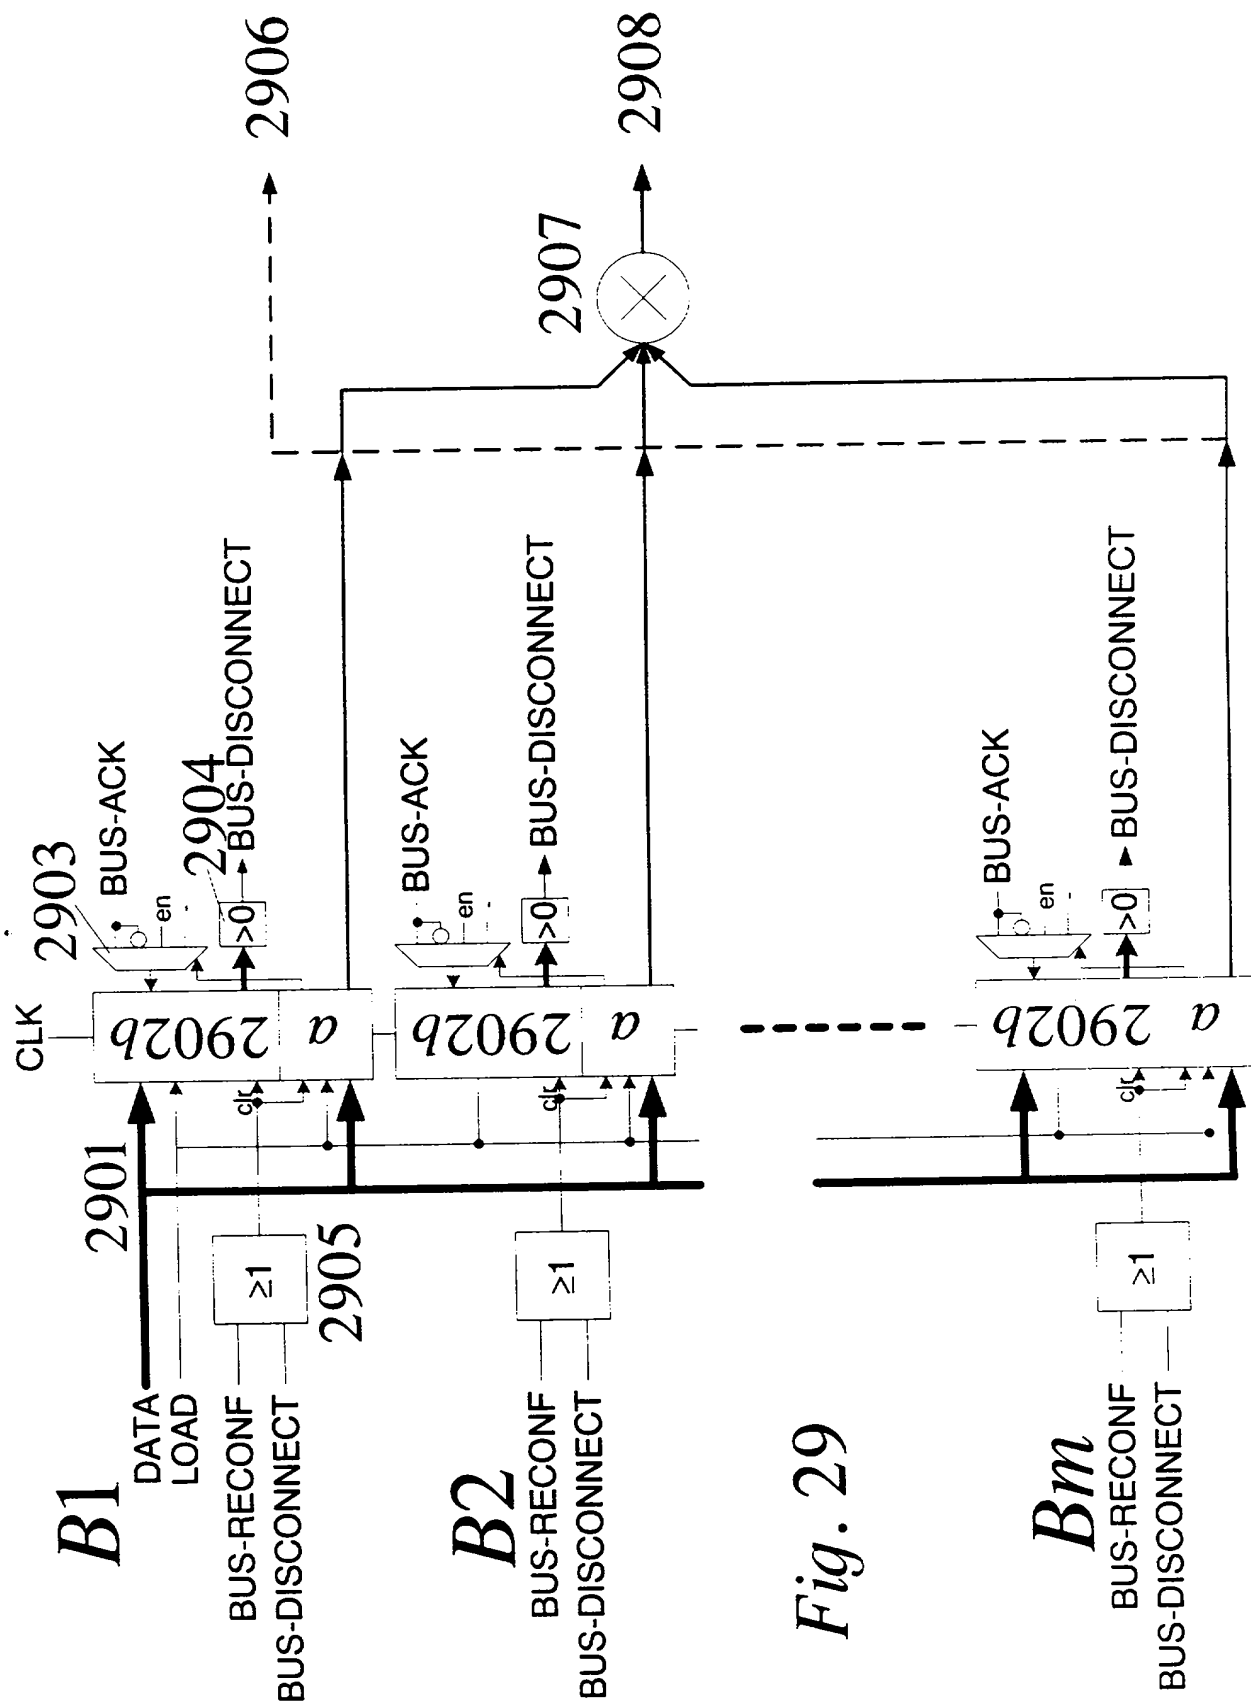 B1
DATA
LOAD
BUS-RECONF
BUS-DISCONNECT
≥1
2905
2901
CLK
clr
2902b
a
2903
BUS-ACK
en
2904
>0
BUS-DISCONNECT
2906
B2
BUS-RECONF
BUS-DISCONNECT
≥1
clr
2902b
a
BUS-ACK
en
>0
BUS-DISCONNECT
2907
2908
Bm
BUS-RECONF
BUS-DISCONNECT
≥1
clr
2902b
a
BUS-ACK
en
>0
BUS-DISCONNECT
Fig. 29